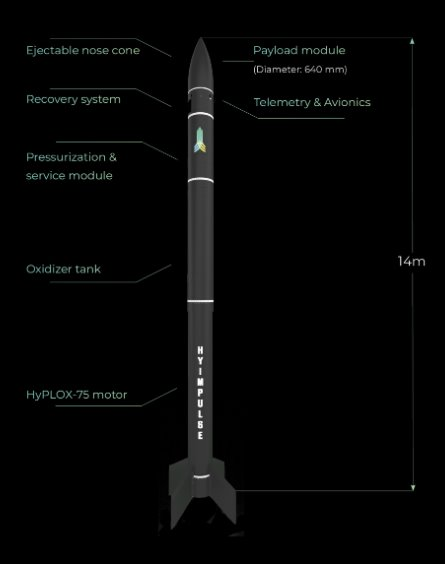 Ejectable nose cone
Payload module
(Diameter: 640 mm)
Recovery system
Telemetry & Avionics
Pressurization &
service module
Oxidizer tank
14m
HyPLOX-75 motor
HYIMPULSE